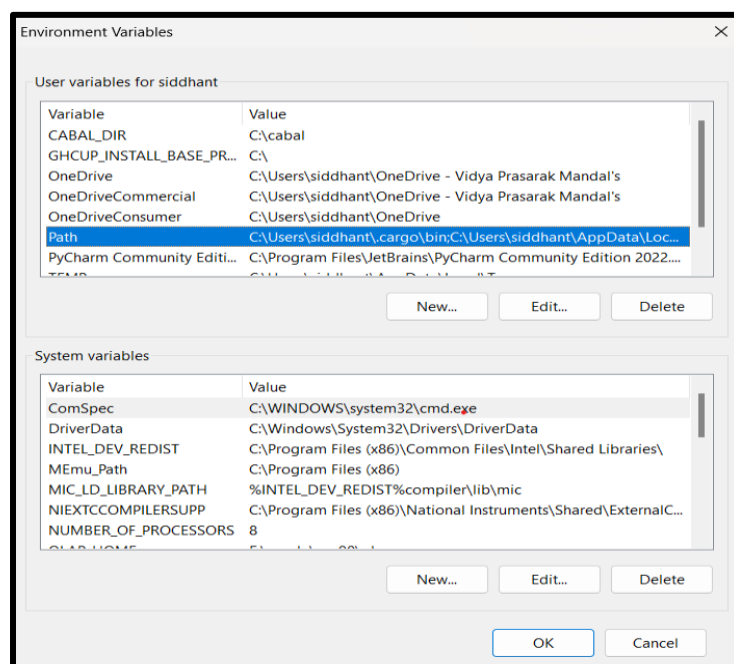 Environment Variables
User variables for siddhant
Variable Value
CABAL_DIR C:\cabal
GHCUP_INSTALL_BASE_PR... C:\
OneDrive C:\Users\siddhant\OneDrive - Vidya Prasarak Mandal's
OneDriveCommercial C:\Users\siddhant\OneDrive - Vidya Prasarak Mandal's
OneDriveConsumer C:\Users\siddhant\OneDrive
Path C:\Users\siddhant\.cargo\bin;C:\Users\siddhant\AppData\Loc...
PyCharm Community Editi... C:\Program Files\JetBrains\PyCharm Community Edition 2022....
New... Edit... Delete
System variables
Variable Value
ComSpec C:\WINDOWS\system32\cmd.exe
DriverData C:\Windows\System32\Drivers\DriverData
INTEL_DEV_REDIST C:\Program Files (x86)\Common Files\Intel\Shared Libraries\
MEmu_Path C:\Program Files (x86)
MIC_LD_LIBRARY_PATH %INTEL_DEV_REDIST%compiler\lib\mic
NIEXTCCOMPILERSUPP C:\Program Files (x86)\National Instruments\Shared\ExternalC...
NUMBER_OF_PROCESSORS 8
New... Edit... Delete
OK Cancel